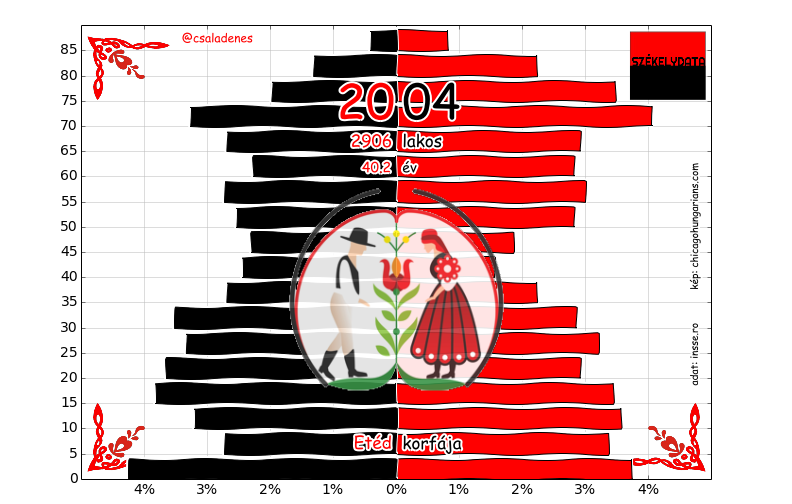 @csaladenes
SZÉKELYDATA
2004
2906 lakos
40,2 év
kép: chicagohungarians.com
adat: insse.ro
Etéd korfája
85
80
75
70
65
60
55
50
45
40
35
30
25
20
15
10
5
0
4% 3% 2% 1% 0% 1% 2% 3% 4%